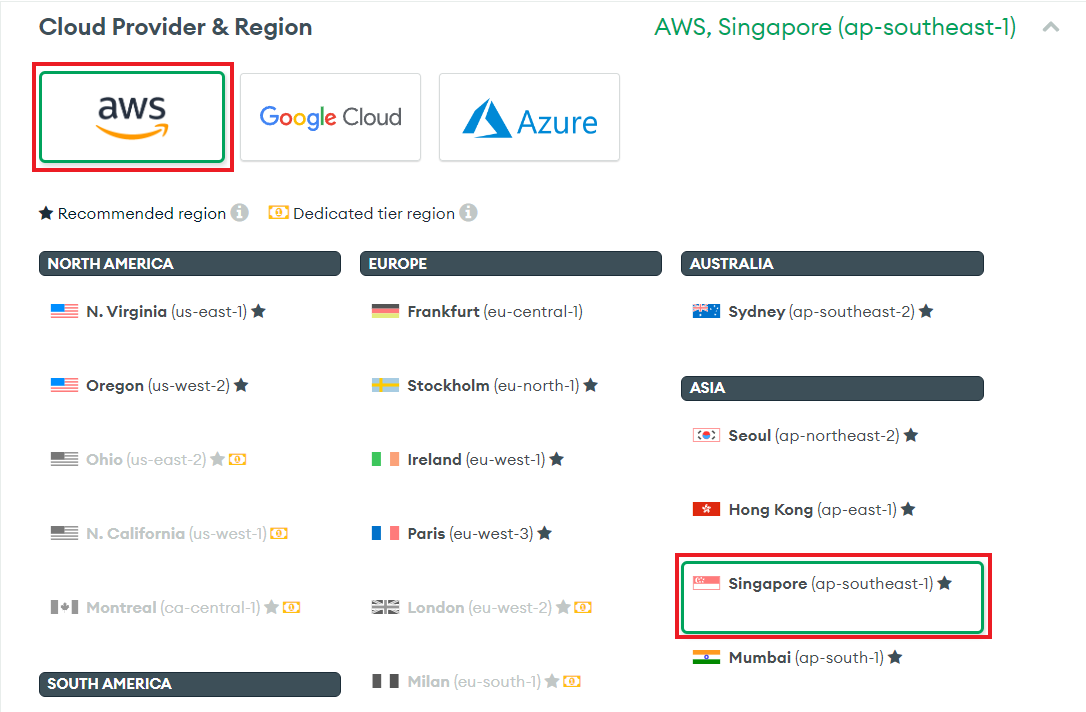 Cloud Provider & Region
AWS, Singapore (ap-southeast-1)
aws
Google Cloud
Azure
Recommended region
Dedicated tier region
NORTH AMERICA
N. Virginia (us-east-1)
Oregon (us-west-2)
Ohio (us-east-2)
N. California (us-west-1)
Montreal (ca-central-1)
SOUTH AMERICA
EUROPE
Frankfurt (eu-central-1)
Stockholm (eu-north-1)
Ireland (eu-west-1)
Paris (eu-west-3)
London (eu-west-2)
Milan (eu-south-1)
AUSTRALIA
Sydney (ap-southeast-2)
ASIA
Seoul (ap-northeast-2)
Hong Kong (ap-east-1)
Singapore (ap-southeast-1)
Mumbai (ap-south-1)